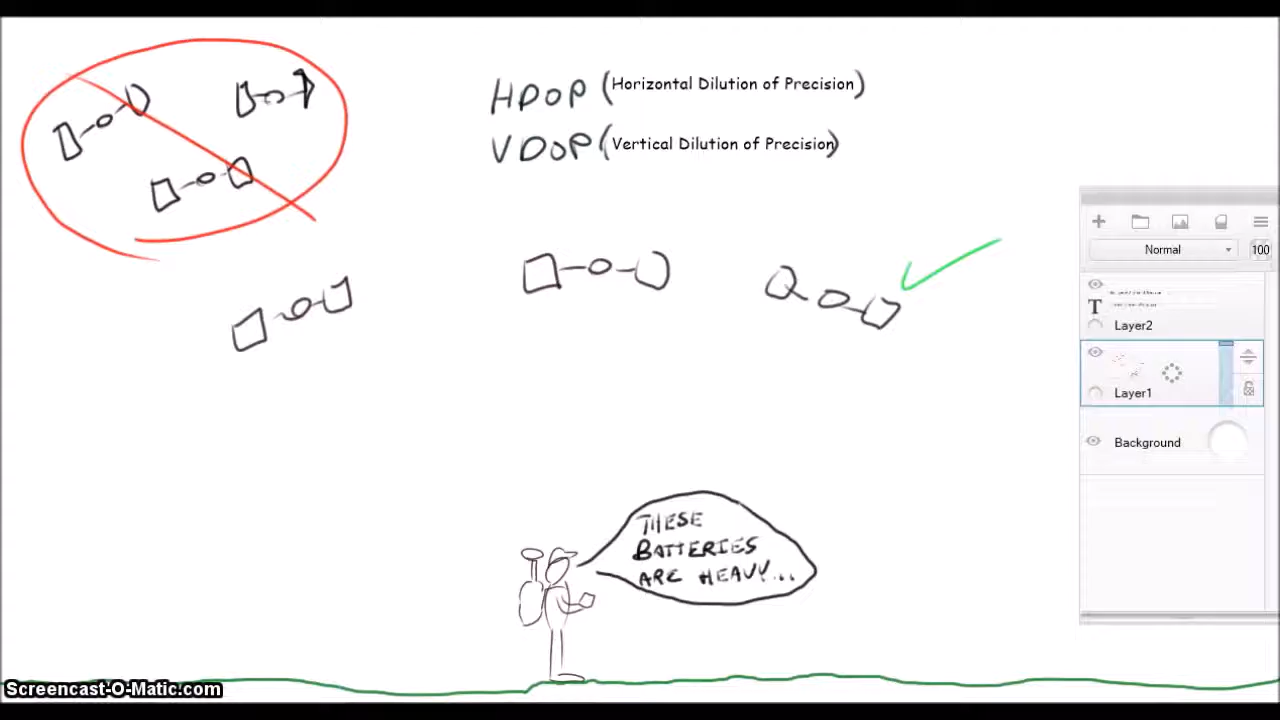 HDOP (Horizontal Dilution of Precision)
VDOP (Vertical Dilution of Precision)
Normal 100
T
Layer2
Layer1
Background
THESE
BATTERIES
ARE HEAVY...
Screencast-O-Matic.com